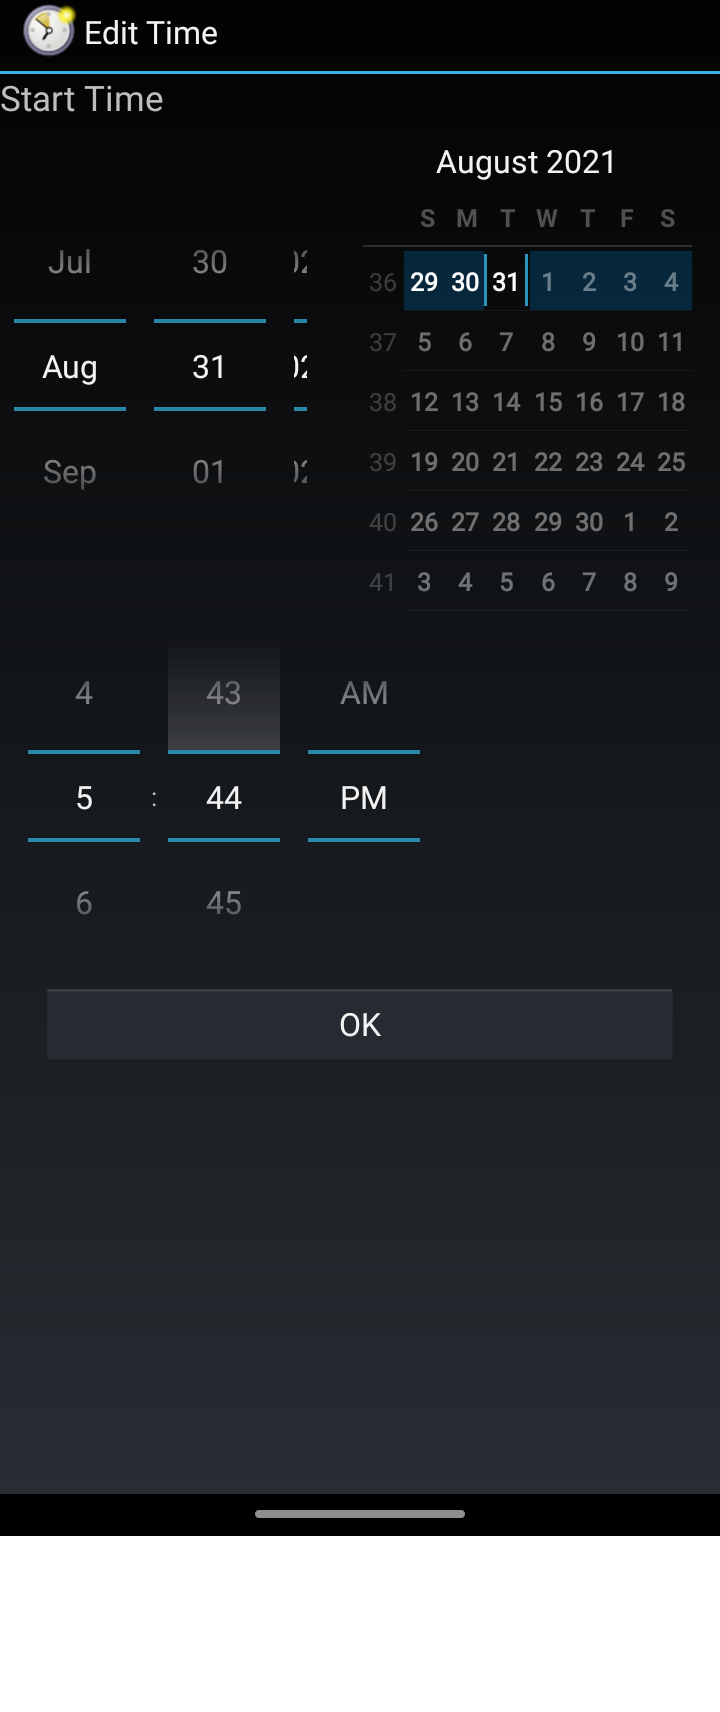 Edit Time
Start Time
August 2021
S M T W T F S
36 29 30 31 1 2 3 4
37 5 6 7 8 9 10 11
38 12 13 14 15 16 17 18
39 19 20 21 22 23 24 25
40 26 27 28 29 30 1 2
41 3 4 5 6 7 8 9
Jul 30
Aug 31
Sep 01
4 43 AM
5 : 44 PM
6 45
OK